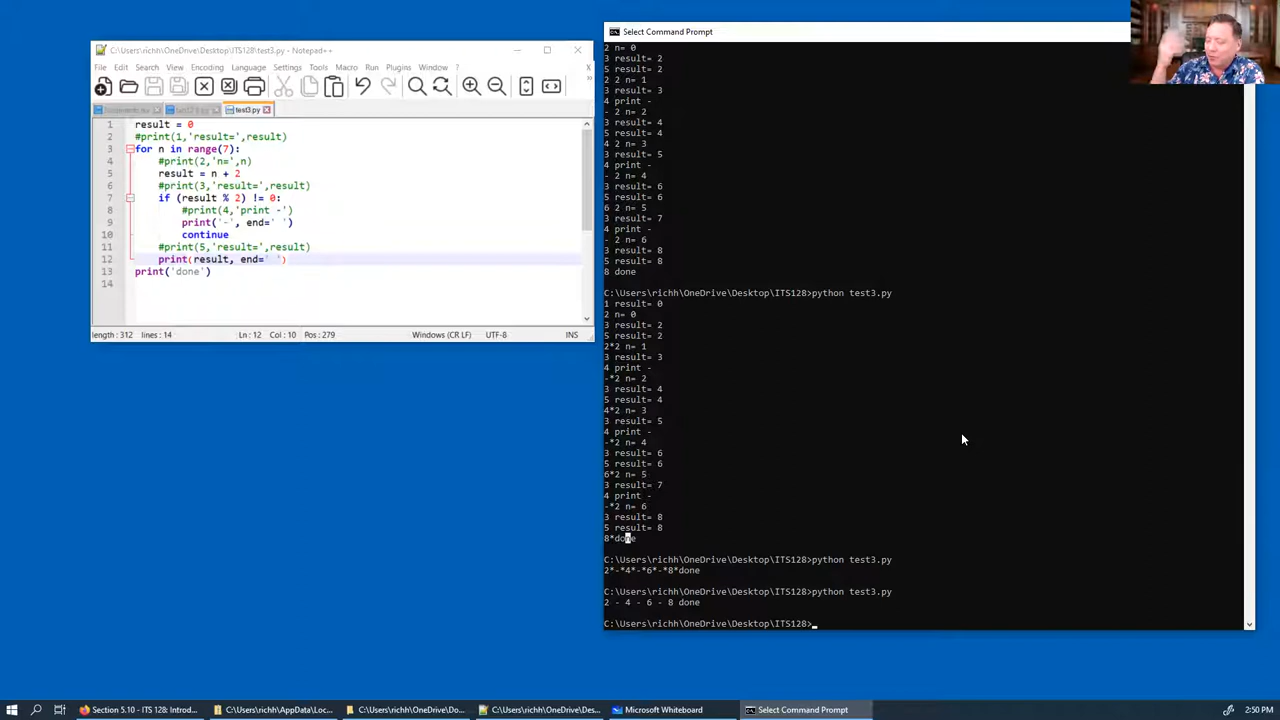 C:\Users\richh\OneDrive\Desktop\ITS128\test3.py - Notepad++
File Edit Search View Encoding Language Settings Tools Macro Run Plugins Window ? X
test3.py
1 result = 0
2 #print(1,'result=',result)
3 for n in range(7):
4 #print(2,'n=',n)
5 result = n + 2
6 #print(3,'result=',result)
7 if (result % 2) != 0:
8 #print(4,'print -')
9 print('-', end=' ')
10 continue
11 #print(5,'result=',result)
12 print(result, end=' ')
13 print('done')
14
length : 312 lines : 14 Ln : 12 Col : 10 Pos : 279 Windows (CR LF) UTF-8 INS
Select Command Prompt
2 n= 0
3 result= 2
5 result= 2
2 2 n= 1
3 result= 3
4 print -
- 2 n= 2
3 result= 4
5 result= 4
4 2 n= 3
3 result= 5
4 print -
- 2 n= 4
3 result= 6
5 result= 6
6 2 n= 5
3 result= 7
4 print -
- 2 n= 6
3 result= 8
5 result= 8
8 done
C:\Users\richh\OneDrive\Desktop\ITS128>python test3.py
1 result= 0
2 n= 0
3 result= 2
5 result= 2
2*2 n= 1
3 result= 3
4 print -
-*2 n= 2
3 result= 4
5 result= 4
4*2 n= 3
3 result= 5
4 print -
-*2 n= 4
3 result= 6
5 result= 6
6*2 n= 5
3 result= 7
4 print -
-*2 n= 6
3 result= 8
5 result= 8
8*done
C:\Users\richh\OneDrive\Desktop\ITS128>python test3.py
2*-*4*-*6*-*8*done
C:\Users\richh\OneDrive\Desktop\ITS128>python test3.py
2 - 4 - 6 - 8 done
C:\Users\richh\OneDrive\Desktop\ITS128>
Section 5.10 - ITS 128: Introd... C:\Users\richh\AppData\Loc... C:\Users\richh\OneDrive\Do... C:\Users\richh\OneDrive\Des... Microsoft Whiteboard Select Command Prompt 2:50 PM